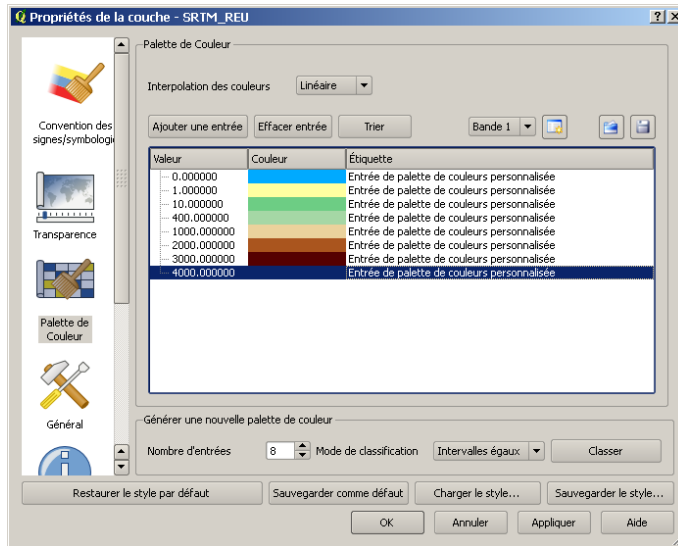 Propriétés de la couche - SRTM_REU
Convention des
signes/symbologi
Transparence
Palette de
Couleur
Général
Palette de Couleur
Interpolation des couleurs Linéaire
Ajouter une entrée Effacer entrée Trier Bande 1
Valeur Couleur Étiquette
0.000000 Entrée de palette de couleurs personnalisée
1.000000 Entrée de palette de couleurs personnalisée
10.000000 Entrée de palette de couleurs personnalisée
400.000000 Entrée de palette de couleurs personnalisée
1000.000000 Entrée de palette de couleurs personnalisée
2000.000000 Entrée de palette de couleurs personnalisée
3000.000000 Entrée de palette de couleurs personnalisée
4000.000000 Entrée de palette de couleurs personnalisée
Générer une nouvelle palette de couleur
Nombre d'entrées 8 Mode de classification Intervalles égaux Classer
Restaurer le style par défaut Sauvegarder comme défaut Charger le style... Sauvegarder le style...
OK Annuler Appliquer Aide